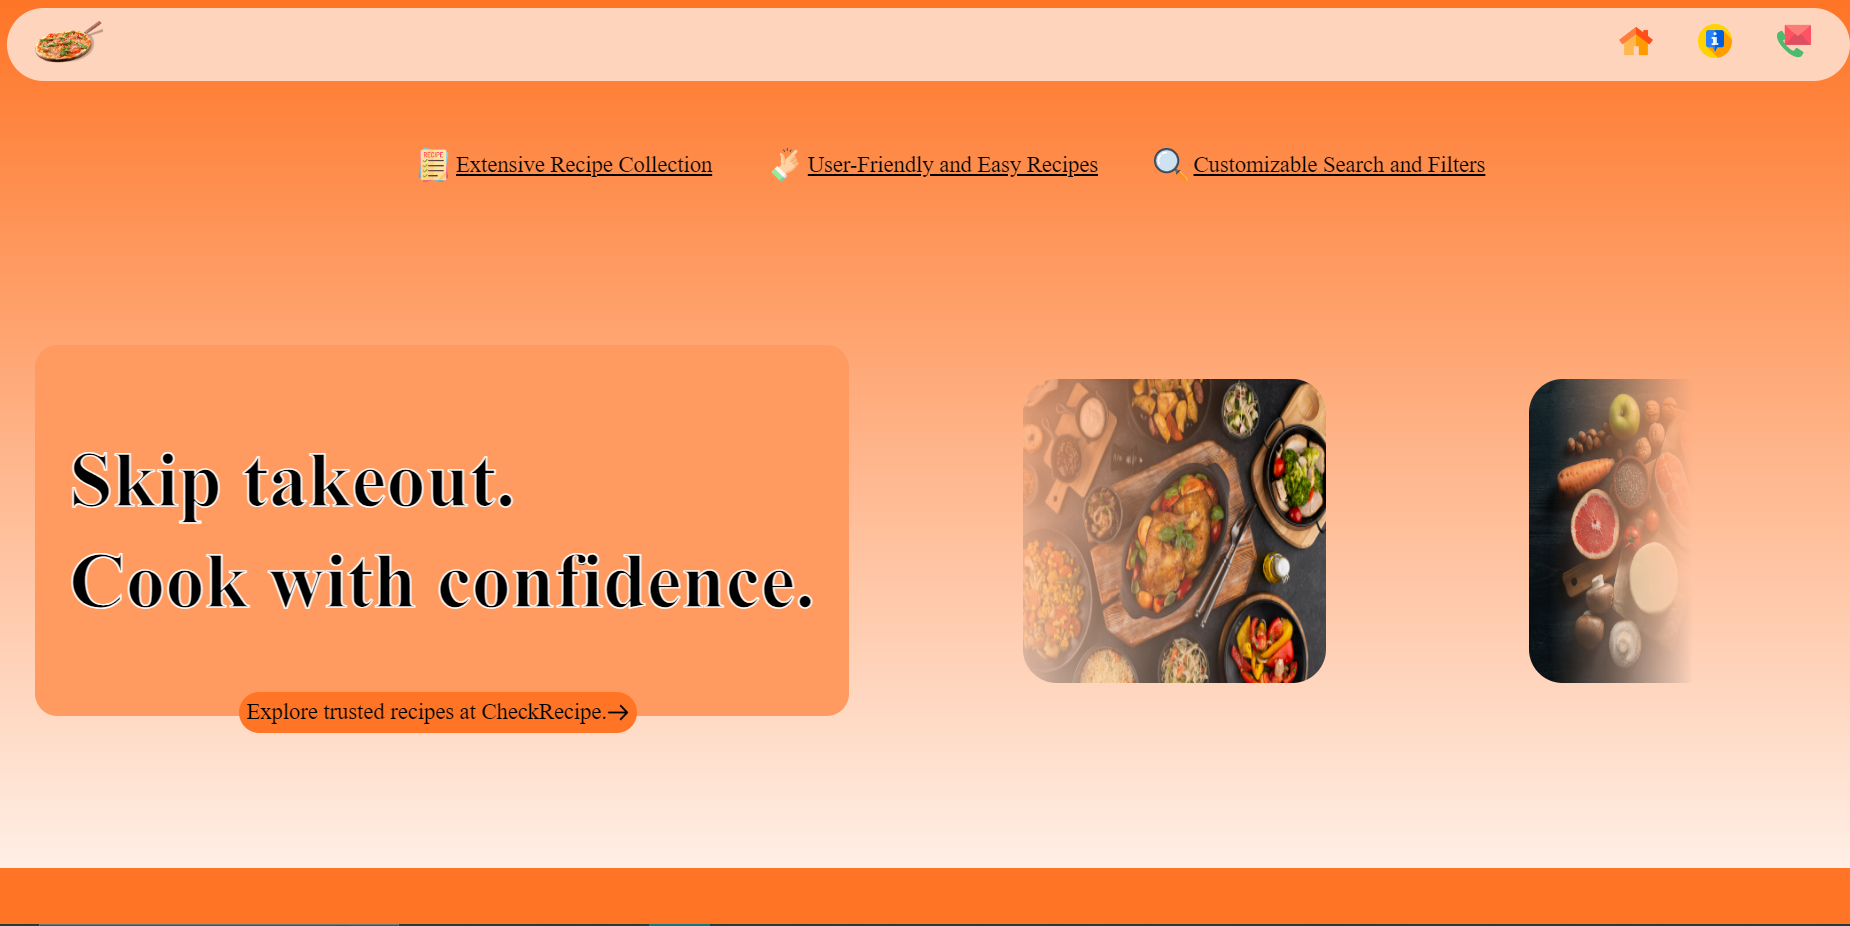 RECIPE
Extensive Recipe Collection
User-Friendly and Easy Recipes
Customizable Search and Filters
Skip takeout.
Cook with confidence.
Explore trusted recipes at CheckRecipe.→